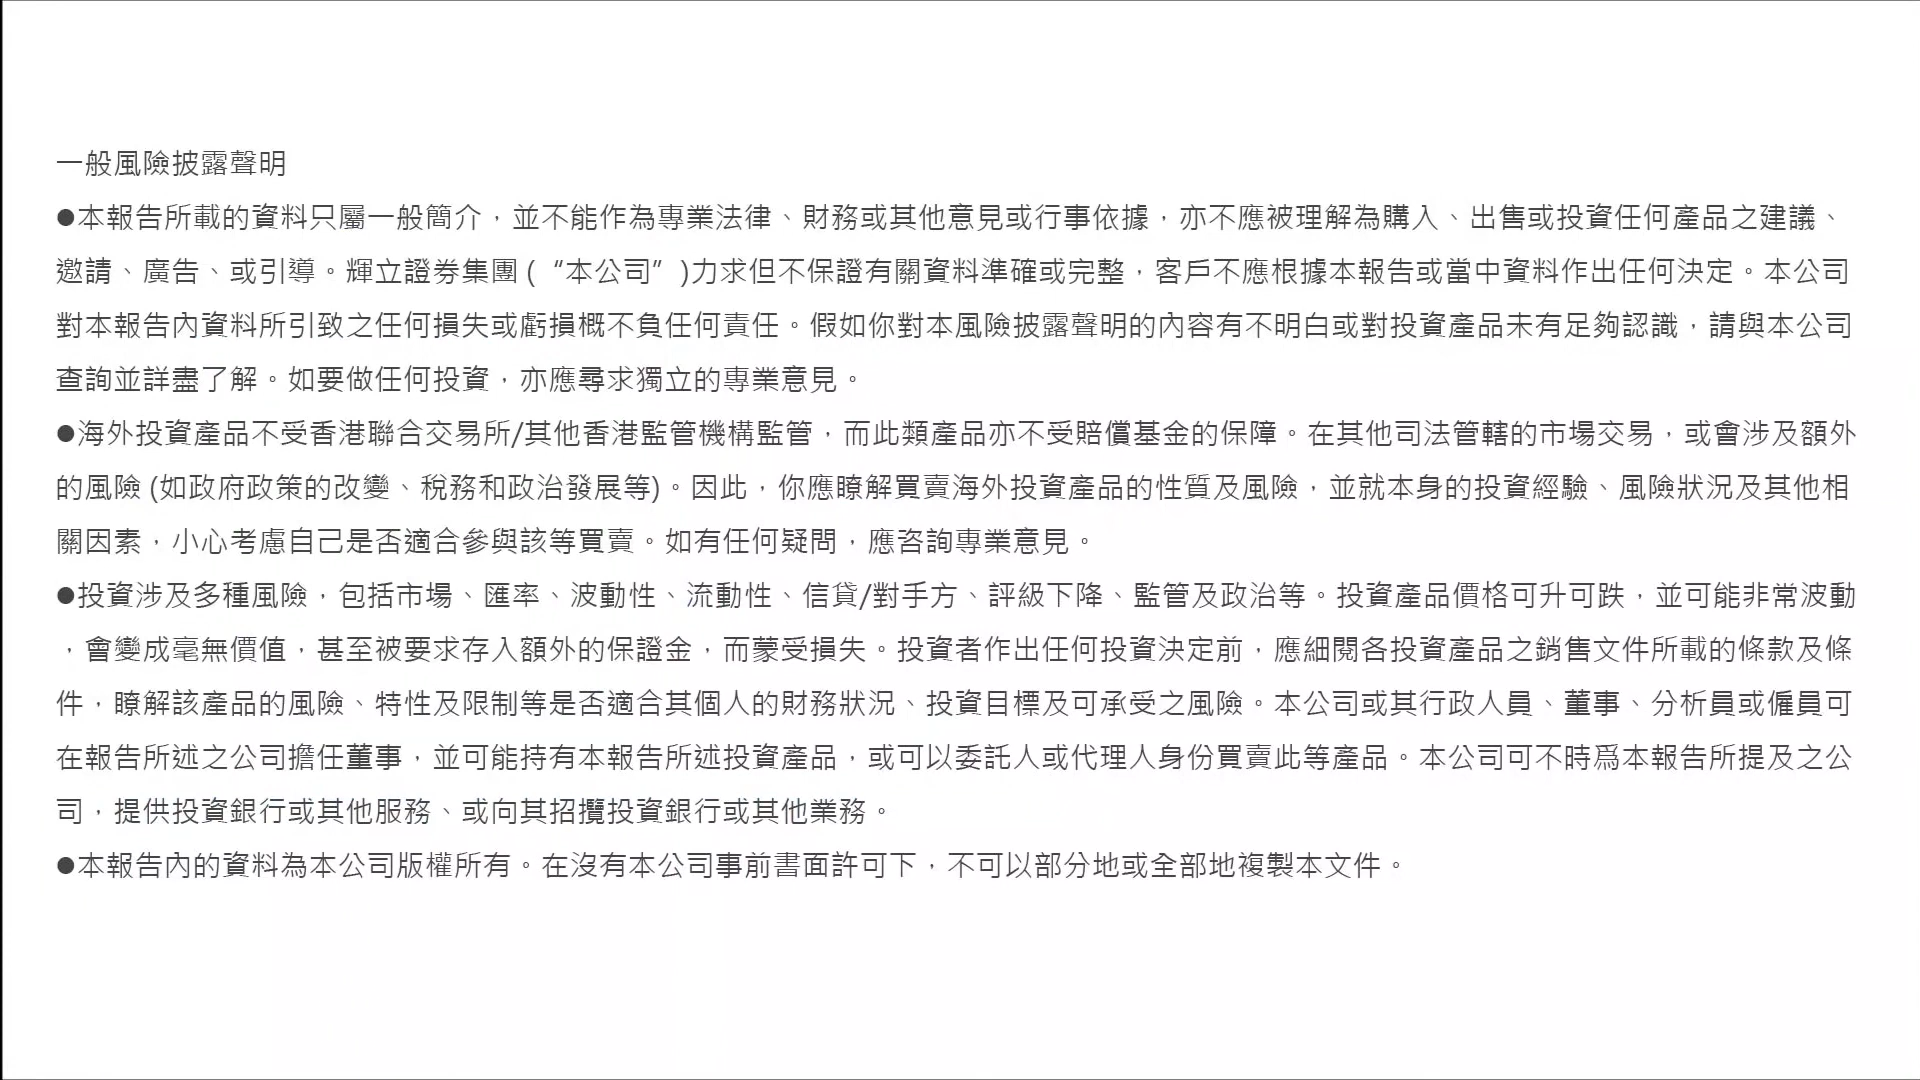 一般風險披露聲明
●本報告所載的資料只屬一般簡介，並不能作為專業法律、財務或其他意見或行事依據，亦不應被理解為購入、出售或投資任何產品之建議、
邀請、廣告、或引導。輝立證券集團 (“本公司”)力求但不保證有關資料準確或完整，客戶不應根據本報告或當中資料作出任何決定。本公司
對本報告內資料所引致之任何損失或虧損概不負任何責任。假如你對本風險披露聲明的內容有不明白或對投資產品未有足夠認識，請與本公司
查詢並詳盡了解。如要做任何投資，亦應尋求獨立的專業意見。
●海外投資產品不受香港聯合交易所/其他香港監管機構監管，而此類產品亦不受賠償基金的保障。在其他司法管轄的市場交易，或會涉及額外
的風險 (如政府政策的改變、稅務和政治發展等)。因此，你應瞭解買賣海外投資產品的性質及風險，並就本身的投資經驗、風險狀況及其他相
關因素，小心考慮自己是否適合參與該等買賣。如有任何疑問，應咨詢專業意見。
●投資涉及多種風險，包括市場、匯率、波動性、流動性、信貸/對手方、評級下降、監管及政治等。投資產品價格可升可跌，並可能非常波動
，會變成毫無價值，甚至被要求存入額外的保證金，而蒙受損失。投資者作出任何投資決定前，應細閱各投資產品之銷售文件所載的條款及條
件，瞭解該產品的風險、特性及限制等是否適合其個人的財務狀況、投資目標及可承受之風險。本公司或其行政人員、董事、分析員或僱員可
在報告所述之公司擔任董事，並可能持有本報告所述投資產品，或可以委託人或代理人身份買賣此等產品。本公司可不時爲本報告所提及之公
司，提供投資銀行或其他服務、或向其招攬投資銀行或其他業務。
●本報告內的資料為本公司版權所有。在沒有本公司事前書面許可下，不可以部分地或全部地複製本文件。